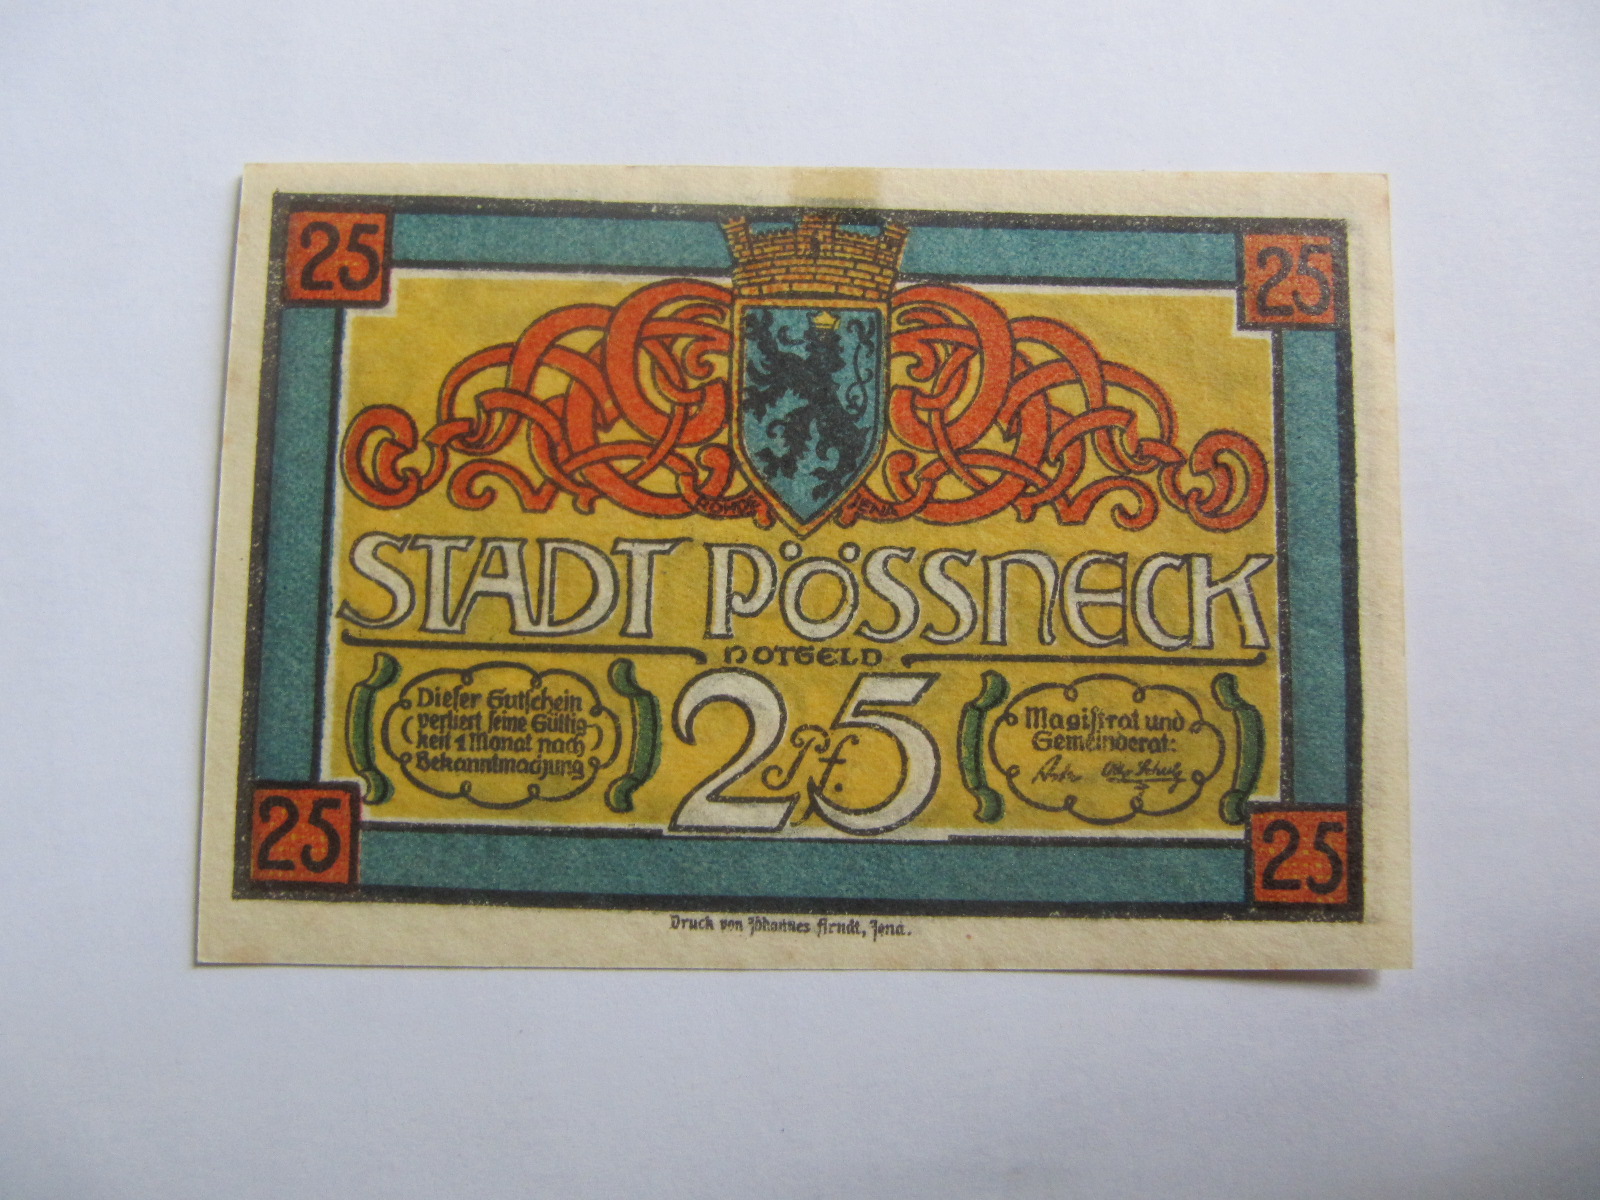 25
25
STADT PÖSSNECK
NOTGELD
25
Pf.
Dieser Gutschein
verliert seine Gültig-
keit 1 Monat nach
Bekanntmachung
Magistrat und
Gemeinderat:
25
25
Druck von Johannes Arndt, Jena.